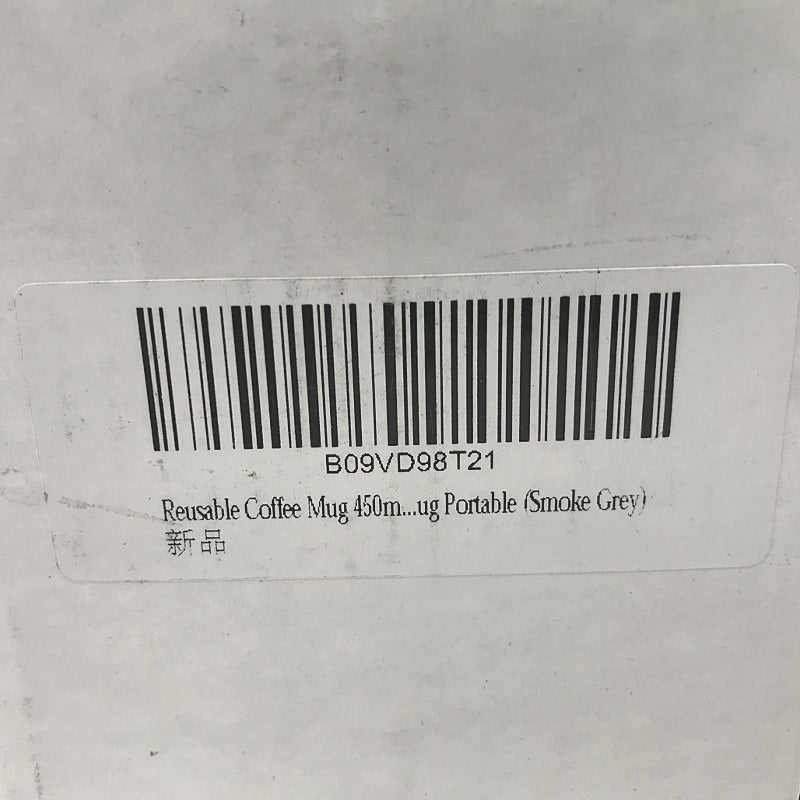 B09VD98T21
Reusable Coffee Mug 450m...ug Portable (Smoke Grey)
新品